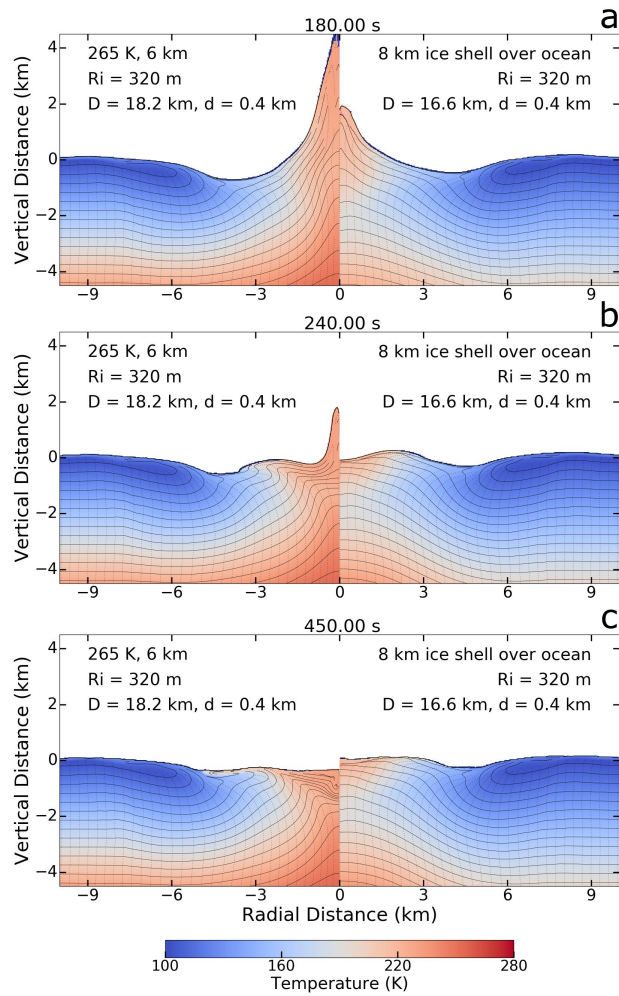 a
180.00 s
265 K, 6 km
Ri = 320 m
D = 18.2 km, d = 0.4 km
8 km ice shell over ocean
Ri = 320 m
D = 16.6 km, d = 0.4 km
Vertical Distance (km)
4
2
0
−2
−4
−9 −6 −3 0 3 6 9
b
240.00 s
265 K, 6 km
Ri = 320 m
D = 18.2 km, d = 0.4 km
8 km ice shell over ocean
Ri = 320 m
D = 16.6 km, d = 0.4 km
Vertical Distance (km)
4
2
0
−2
−4
−9 −6 −3 0 3 6 9
c
450.00 s
265 K, 6 km
Ri = 320 m
D = 18.2 km, d = 0.4 km
8 km ice shell over ocean
Ri = 320 m
D = 16.6 km, d = 0.4 km
Vertical Distance (km)
4
2
0
−2
−4
−9 −6 −3 0 3 6 9
Radial Distance (km)
100 160 220 280
Temperature (K)